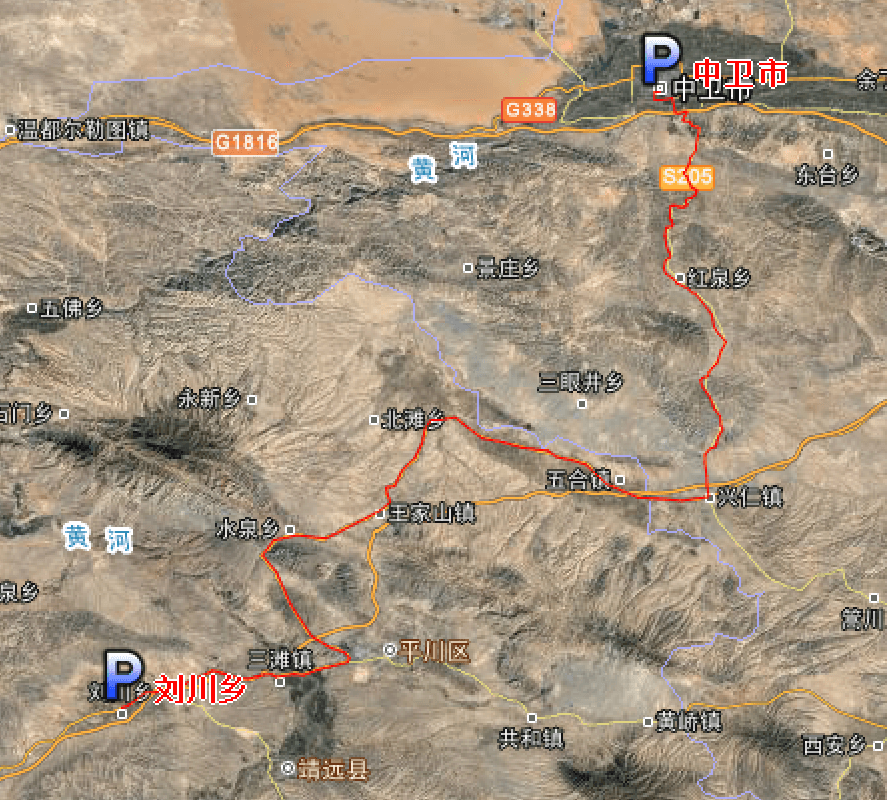 P
中卫市
中卫市
G338
G1816
温都尔勒图镇
黄河
S205
东台乡
景庄乡
红泉乡
五佛乡
三眼井乡
永新乡
门乡
北滩乡
五合镇
兴仁镇
王家山镇
水泉乡
黄河
泉乡
平川区
三滩镇
P
刘川乡
刘川乡
黄峤镇
共和镇
西安乡
靖远县